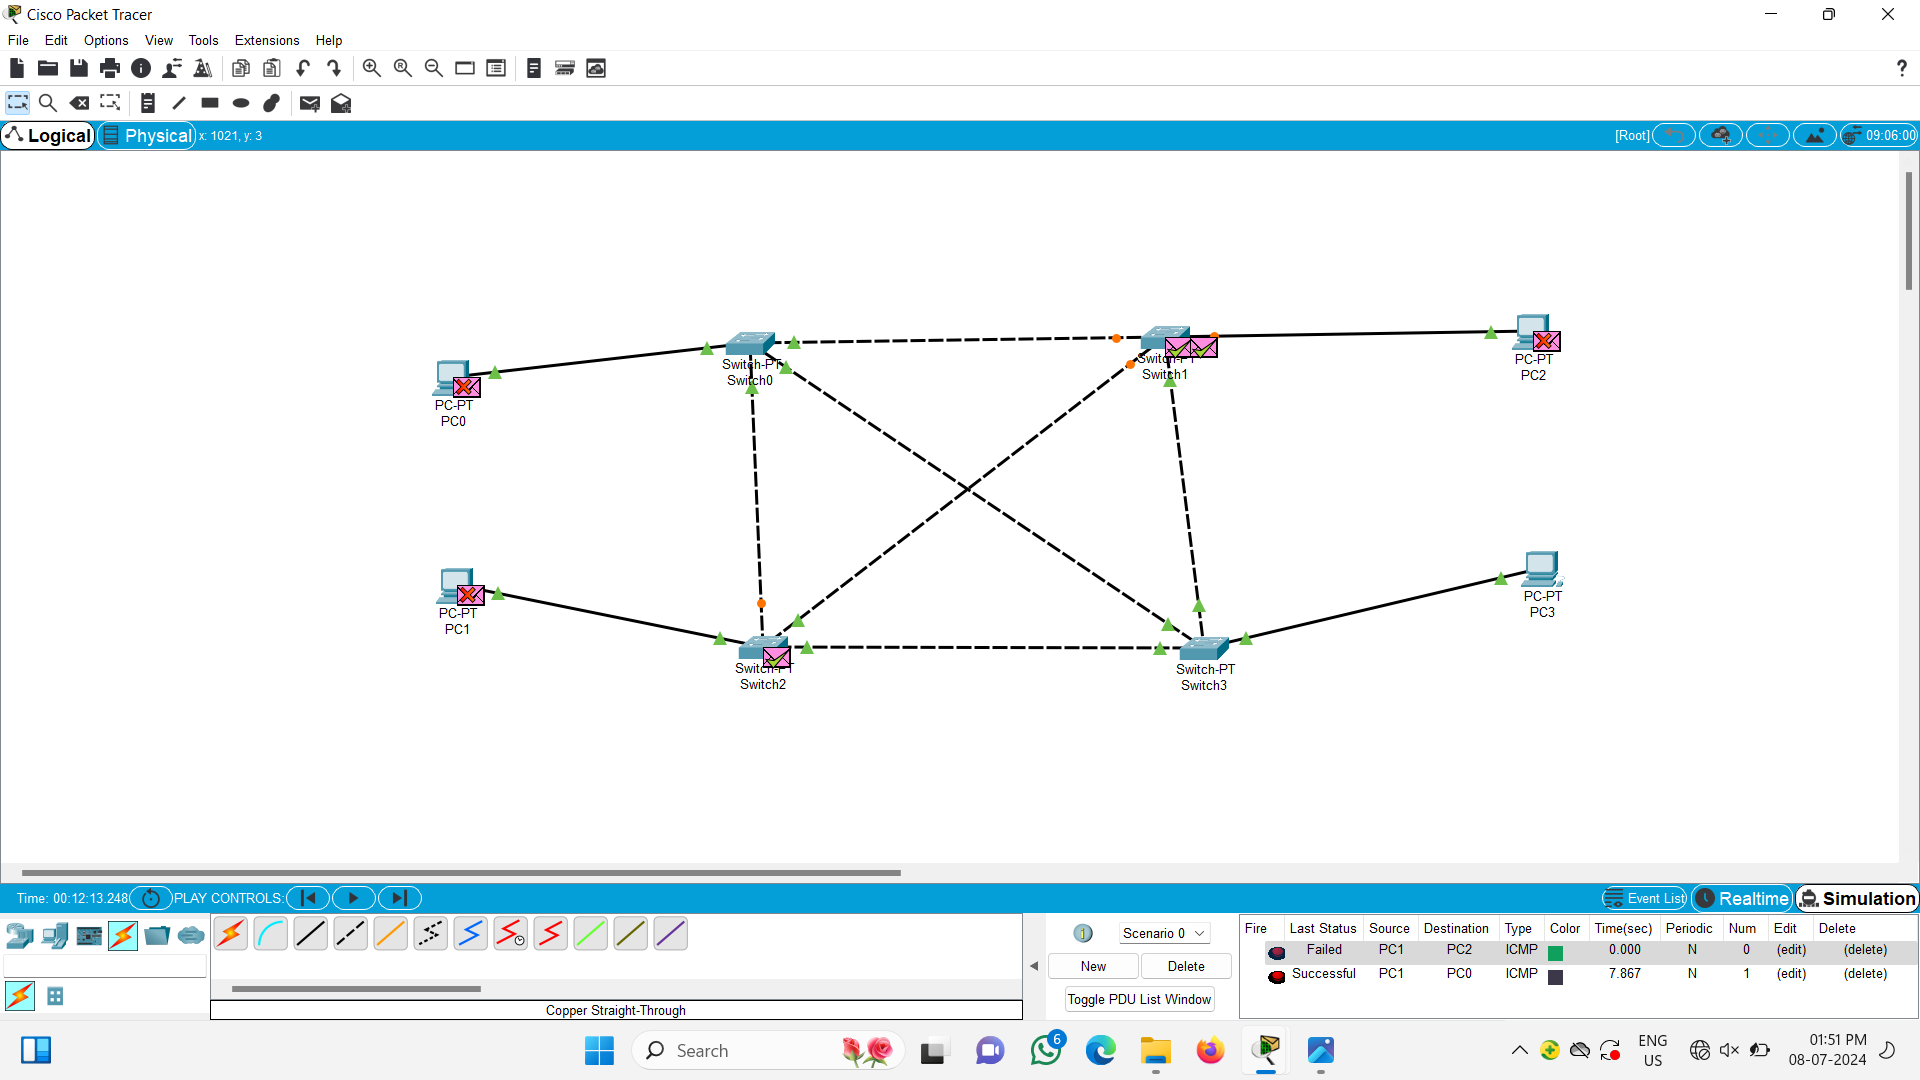 Cisco Packet Tracer
File Edit Options View Tools Extensions Help
?
Logical Physical x: 1021, y: 3 [Root] 09:06:00
Switch-PT
Switch0
Switch-PT
Switch1
PC-PT
PC2
PC-PT
PC0
PC-PT
PC1
PC-PT
PC3
Switch-PT
Switch2
Switch-PT
Switch3
Time: 00:12:13.248 PLAY CONTROLS: Event List Realtime Simulation
Scenario 0
New Delete
Toggle PDU List Window
Copper Straight-Through
Fire Last Status Source Destination Type Color Time(sec) Periodic Num Edit Delete
Failed PC1 PC2 ICMP 0.000 N 0 (edit) (delete)
Successful PC1 PC0 ICMP 7.867 N 1 (edit) (delete)
Search
6
ENG
US
01:51 PM
08-07-2024